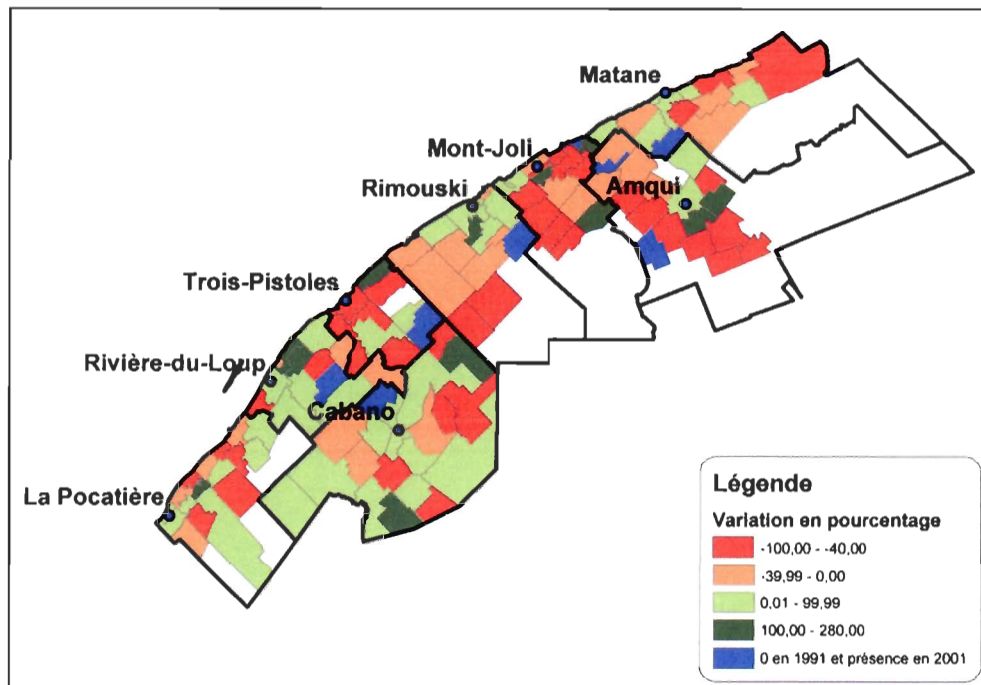 Matane
Mont-Joli
Amqui
Rimouski
Trois-Pistoles
Rivière-du-Loup
Cabano
La Pocatière
Légende
Variation en pourcentage
-100,00 - -40,00
-39,99 - 0,00
0,01 - 99,99
100,00 - 280,00
0 en 1991 et présence en 2001